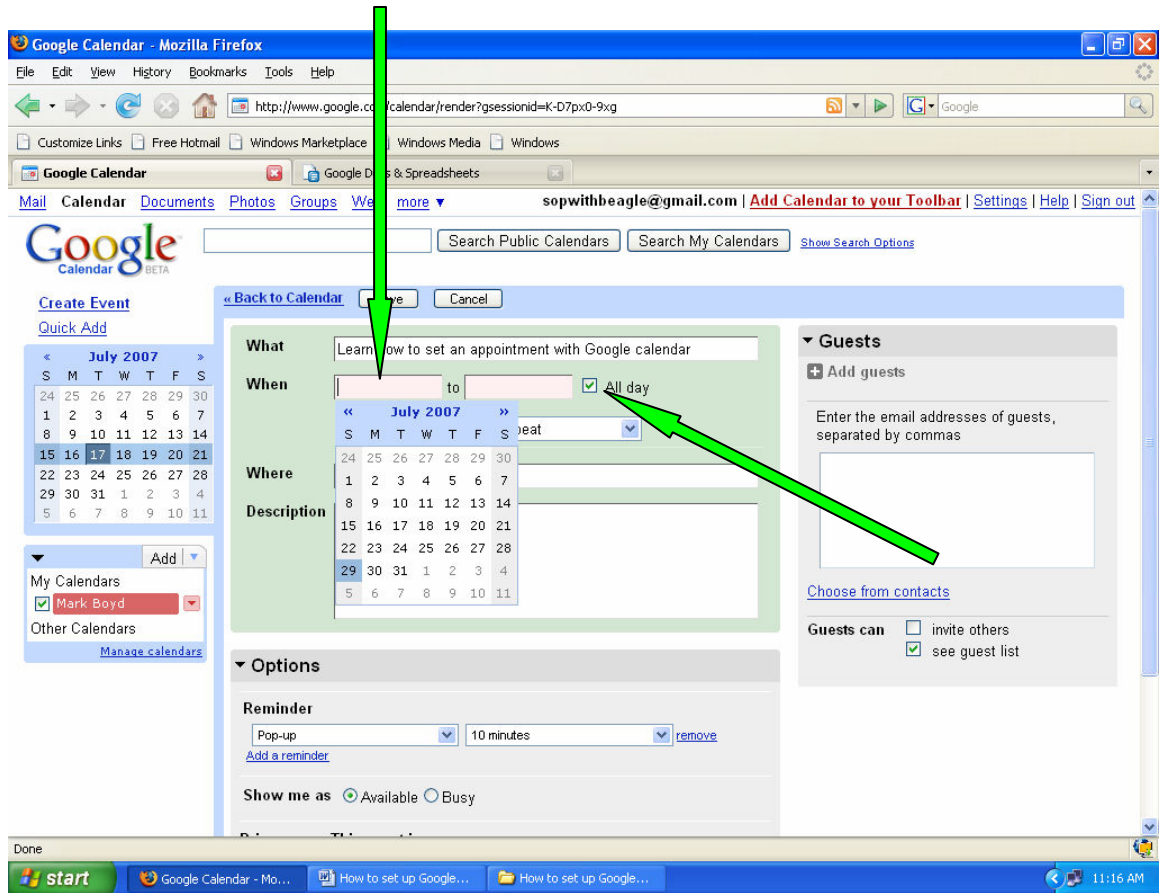 Google Calendar - Mozilla Firefox
File Edit View History Bookmarks Tools Help
http://www.google.co /calendar/render?gsessionid=K-D7px0-9xg
G Google
Customize Links Free Hotmail Windows Marketplace Windows Media Windows
Google Calendar Google D s & Spreadsheets
Mail Calendar Documents Photos Groups We more ▼ sopwithbeagle@gmail.com | Add Calendar to your Toolbar | Settings | Help | Sign out
Google
Calendar BETA
Search Public Calendars Search My Calendars Show Search Options
Create Event
Quick Add
« July 2007 »
S M T W T F S
24 25 26 27 28 29 30
1 2 3 4 5 6 7
8 9 10 11 12 13 14
15 16 17 18 19 20 21
22 23 24 25 26 27 28
29 30 31 1 2 3 4
5 6 7 8 9 10 11
Add
My Calendars
Mark Boyd
Other Calendars
Manage calendars
« Back to Calendar ve Cancel
What Learn how to set an appointment with Google calendar
When to All day
« July 2007 »
S M T W T F S
24 25 26 27 28 29 30
1 2 3 4 5 6 7
8 9 10 11 12 13 14
15 16 17 18 19 20 21
22 23 24 25 26 27 28
29 30 31 1 2 3 4
5 6 7 8 9 10 11
peat
Where
Description
Options
Reminder
Pop-up 10 minutes remove
Add a reminder
Show me as Available Busy
Guests
Add guests
Enter the email addresses of guests,
separated by commas
Choose from contacts
Guests can invite others
see guest list
Done
start Google Calendar - Mo... How to set up Google... How to set up Google... 11:16 AM